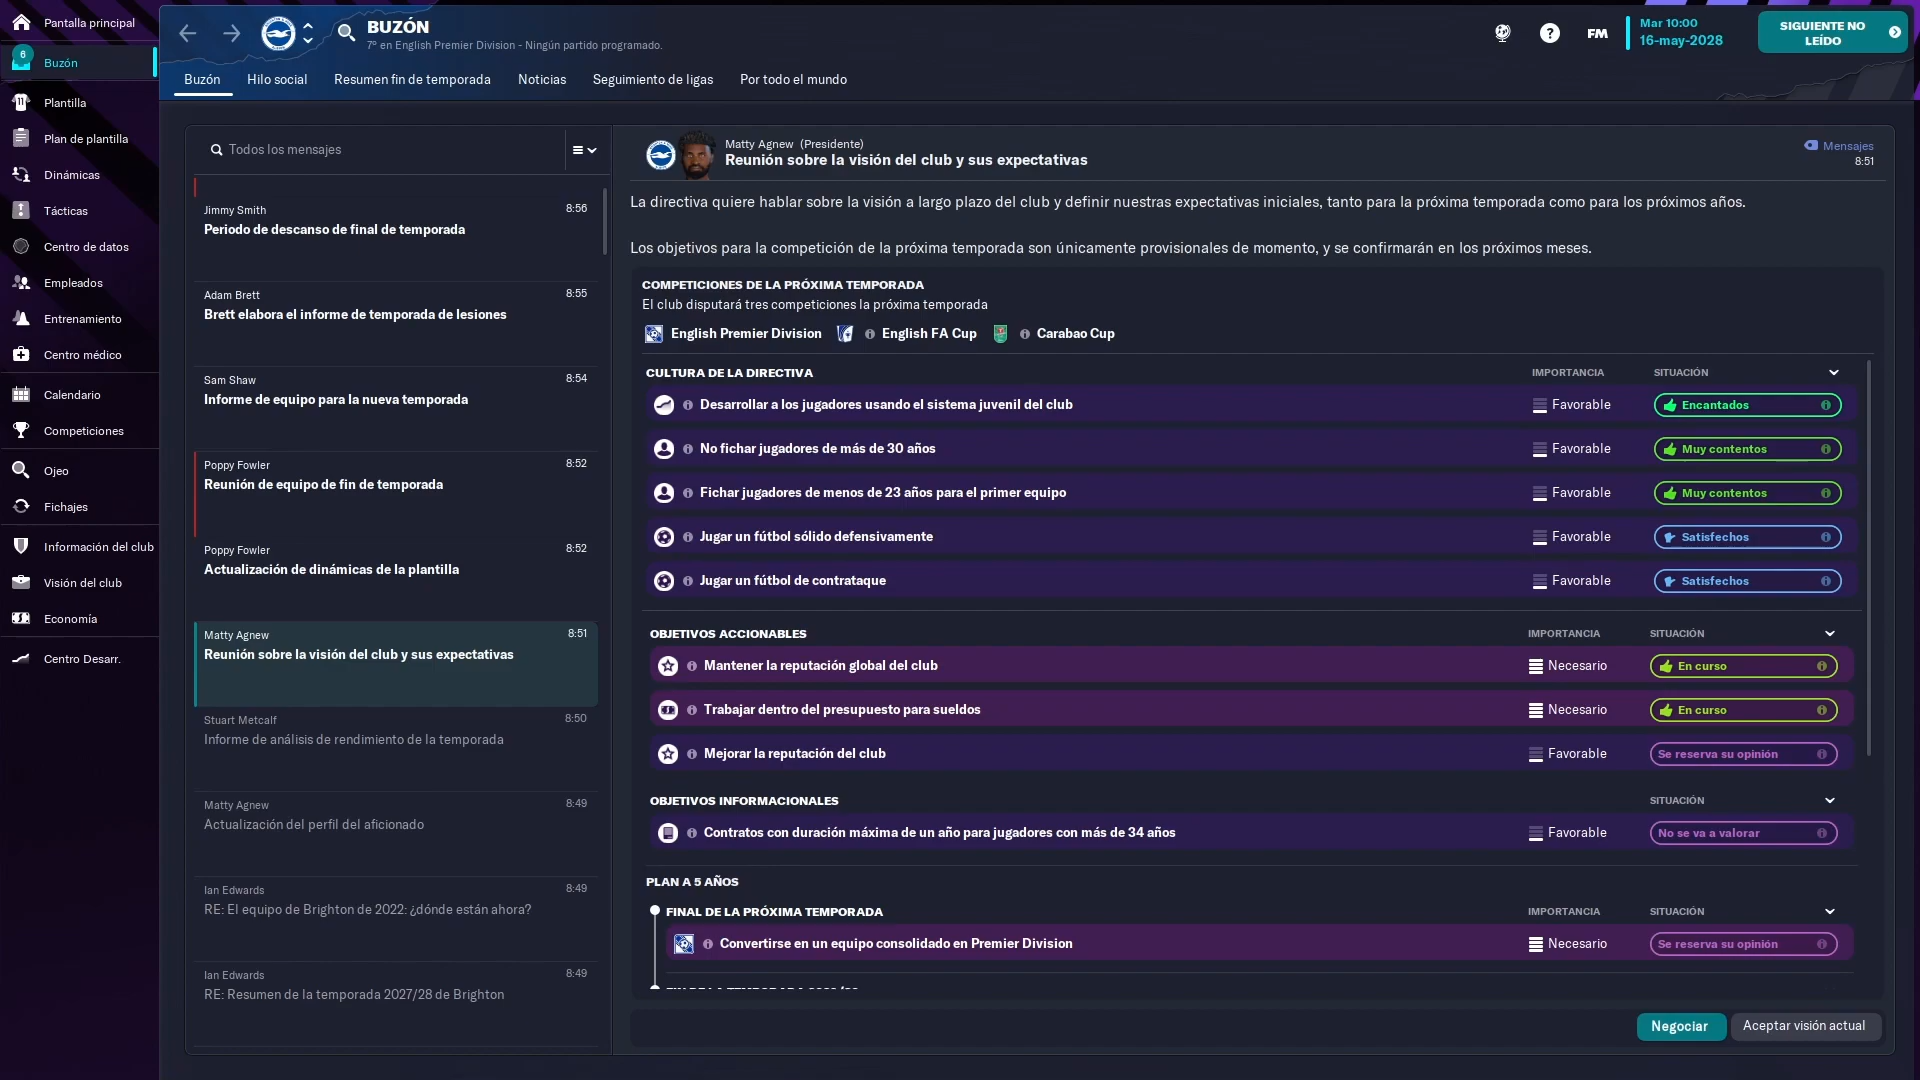 Pantalla principal
6
Buzón
Plantilla
Plan de plantilla
Dinámicas
Tácticas
Centro de datos
Empleados
Entrenamiento
Centro médico
Calendario
Competiciones
Ojeo
Fichajes
Información del club
Visión del club
Economía
Centro Desarr.
BUZÓN
7º en English Premier Division - Ningún partido programado.
FM
Mar 10:00
16-may-2028
SIGUIENTE NO LEÍDO
Buzón
Hilo social
Resumen fin de temporada
Noticias
Seguimiento de ligas
Por todo el mundo
Todos los mensajes
Jimmy Smith 8:56
Periodo de descanso de final de temporada
Adam Brett 8:55
Brett elabora el informe de temporada de lesiones
Sam Shaw 8:54
Informe de equipo para la nueva temporada
Poppy Fowler 8:52
Reunión de equipo de fin de temporada
Poppy Fowler 8:52
Actualización de dinámicas de la plantilla
Matty Agnew 8:51
Reunión sobre la visión del club y sus expectativas
Stuart Metcalf 8:50
Informe de análisis de rendimiento de la temporada
Matty Agnew 8:49
Actualización del perfil del aficionado
Ian Edwards 8:49
RE: El equipo de Brighton de 2022: ¿dónde están ahora?
Ian Edwards 8:49
RE: Resumen de la temporada 2027/28 de Brighton
Matty Agnew (Presidente)
Reunión sobre la visión del club y sus expectativas
Mensajes
8:51
La directiva quiere hablar sobre la visión a largo plazo del club y definir nuestras expectativas iniciales, tanto para la próxima temporada como para los próximos años.
Los objetivos para la competición de la próxima temporada son únicamente provisionales de momento, y se confirmarán en los próximos meses.
COMPETICIONES DE LA PRÓXIMA TEMPORADA
El club disputará tres competiciones la próxima temporada
English Premier Division English FA Cup Carabao Cup
CULTURA DE LA DIRECTIVA IMPORTANCIA SITUACIÓN
Desarrollar a los jugadores usando el sistema juvenil del club Favorable Encantados
No fichar jugadores de más de 30 años Favorable Muy contentos
Fichar jugadores de menos de 23 años para el primer equipo Favorable Muy contentos
Jugar un fútbol sólido defensivamente Favorable Satisfechos
Jugar un fútbol de contrataque Favorable Satisfechos
OBJETIVOS ACCIONABLES IMPORTANCIA SITUACIÓN
Mantener la reputación global del club Necesario En curso
Trabajar dentro del presupuesto para sueldos Necesario En curso
Mejorar la reputación del club Favorable Se reserva su opinión
OBJETIVOS INFORMACIONALES SITUACIÓN
Contratos con duración máxima de un año para jugadores con más de 34 años Favorable No se va a valorar
PLAN A 5 AÑOS
FINAL DE LA PRÓXIMA TEMPORADA IMPORTANCIA SITUACIÓN
Convertirse en un equipo consolidado en Premier Division Necesario Se reserva su opinión
Negociar
Aceptar visión actual